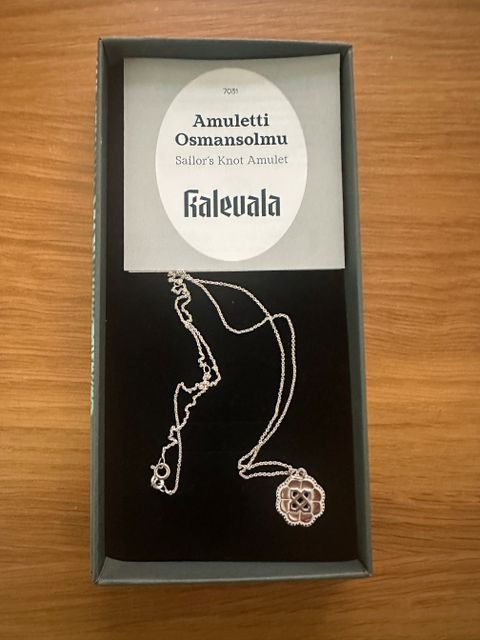 7031
Amuletti
Osmansolmu
Sailor's Knot Amulet
Kalevala